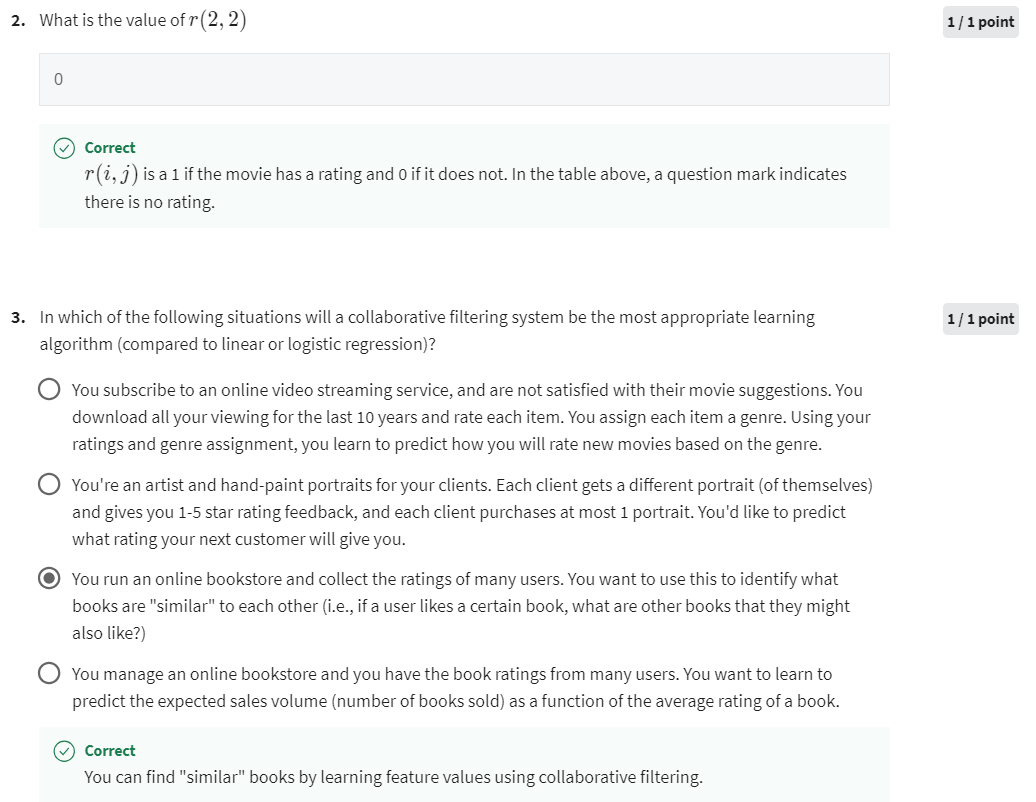 2. What is the value of r(2, 2)
1 / 1 point
0
Correct
r(i, j) is a 1 if the movie has a rating and 0 if it does not. In the table above, a question mark indicates
there is no rating.
3. In which of the following situations will a collaborative filtering system be the most appropriate learning
1 / 1 point
algorithm (compared to linear or logistic regression)?
You subscribe to an online video streaming service, and are not satisfied with their movie suggestions. You
download all your viewing for the last 10 years and rate each item. You assign each item a genre. Using your
ratings and genre assignment, you learn to predict how you will rate new movies based on the genre.
You're an artist and hand-paint portraits for your clients. Each client gets a different portrait (of themselves)
and gives you 1-5 star rating feedback, and each client purchases at most 1 portrait. You'd like to predict
what rating your next customer will give you.
You run an online bookstore and collect the ratings of many users. You want to use this to identify what
books are "similar" to each other (i.e., if a user likes a certain book, what are other books that they might
also like?)
You manage an online bookstore and you have the book ratings from many users. You want to learn to
predict the expected sales volume (number of books sold) as a function of the average rating of a book.
Correct
You can find "similar" books by learning feature values using collaborative filtering.